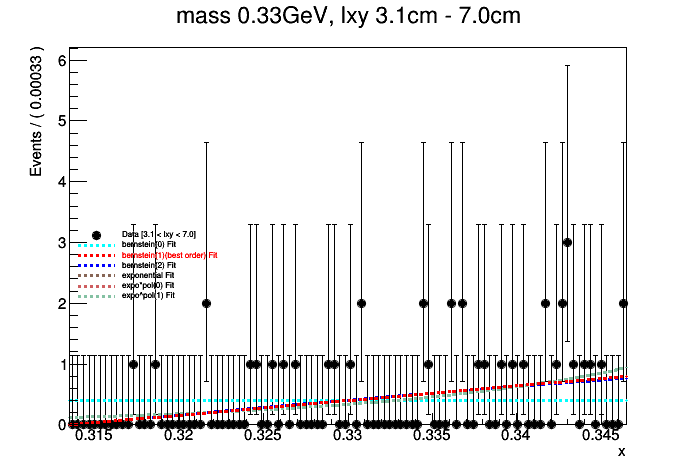 mass 0.33GeV, lxy 3.1cm - 7.0cm
Events / ( 0.00033 )
6
5
4
3
2
1
0
Data [3.1 < lxy < 7.0]
bernstein(0) Fit
bernstein(1)(best order) Fit
bernstein(2) Fit
exponential Fit
expo*pol(0) Fit
expo*pol(1) Fit
0.315 0.32 0.325 0.33 0.335 0.34 0.345
x